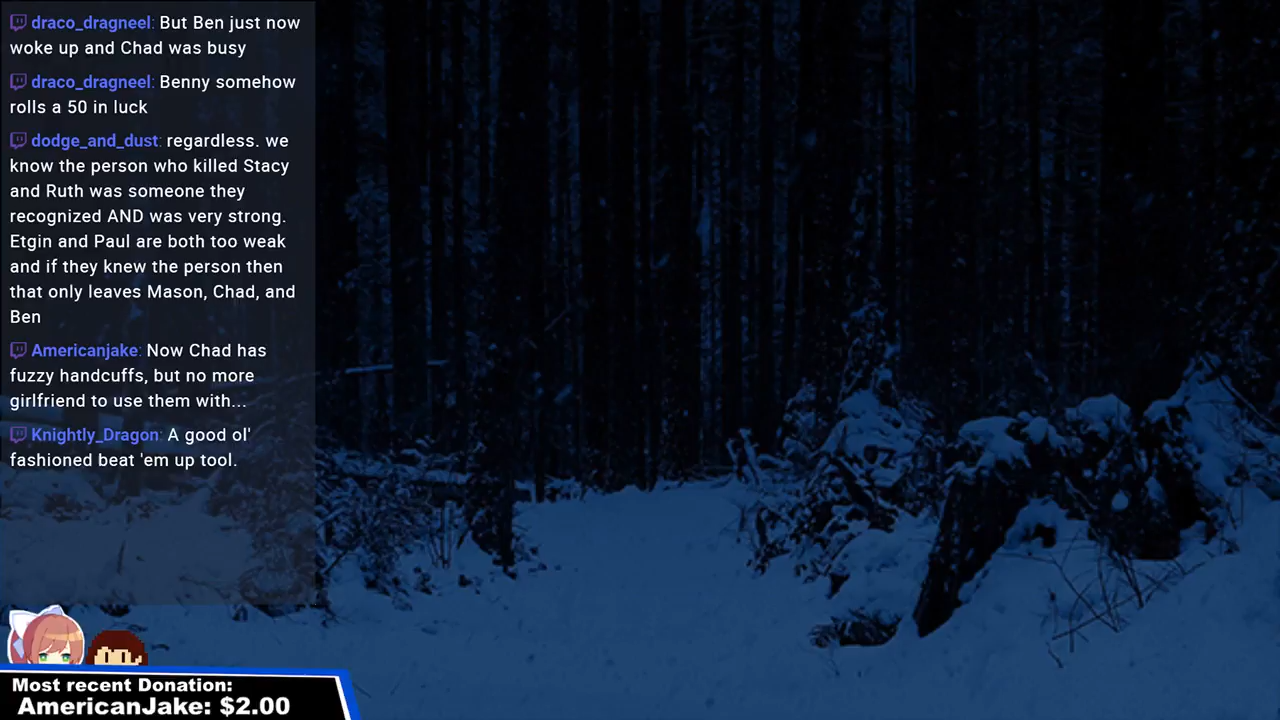 draco_dragneel: But Ben just now
woke up and Chad was busy
draco_dragneel: Benny somehow
rolls a 50 in luck
dodge_and_dust: regardless. we
know the person who killed Stacy
and Ruth was someone they
recognized AND was very strong.
Etgin and Paul are both too weak
and if they knew the person then
that only leaves Mason, Chad, and
Ben
Americanjake: Now Chad has
fuzzy handcuffs, but no more
girlfriend to use them with...
Knightly_Dragon: A good ol'
fashioned beat 'em up tool.
Most recent Donation:
AmericanJake: $2.00